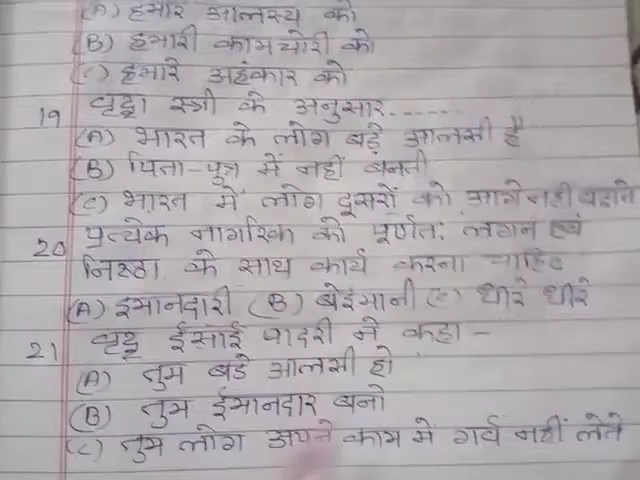 (A) हमारे आलस्य को
(B) हमारी कामचोरी को
(C) हमारे अहंकार को
19 वृद्धा स्त्री के अनुसार......
(A) भारत के लोग बड़े आलसी है
(B) पिता-पुत्र में नहीं बनती
(C) भारत में लोग दूसरों को आगे नही बढाते
20 प्रत्येक नागरिक को पूर्णत: लगन एवं
निष्ठा के साथ कार्य करना चाहिए
(A) इमानदारी (B) बेइमानी (C) धीरे धीरे
21 वृद्ध ईसाई पादरी ने कहा -
(A) तुम बडे आलसी हो
(B) तुम ईमानदार बनो
(C) तुम लोग अपने काम में गर्व नहीं लेते